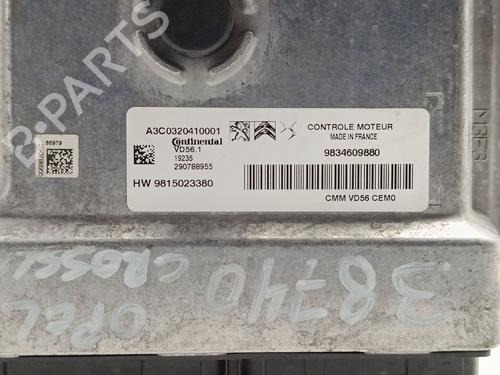 B-PARTS
55979
A3C0320410001
Continental
VD56.1
19235
290788955
HW 9815023380
CONTROLE MOTEUR
MADE IN FRANCE
9834609880
CMM VD56 CEM0
38740
OPEL
CROSSL